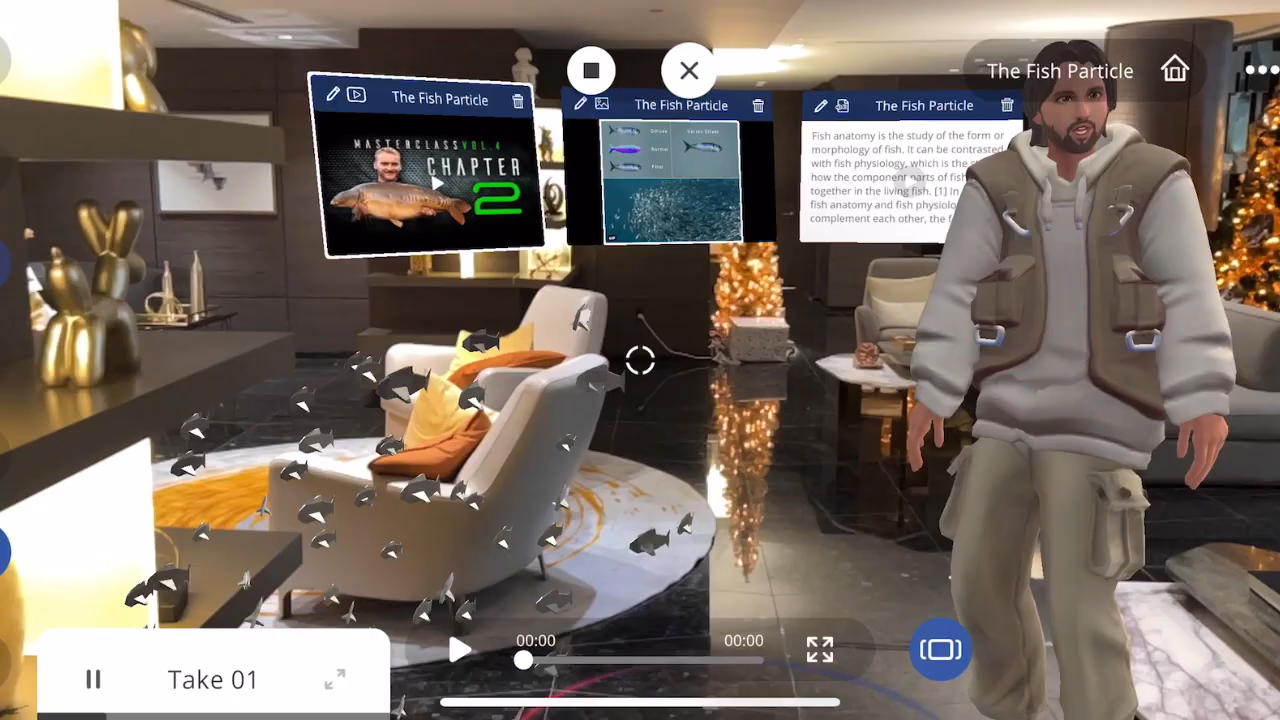 The Fish Particle
The Fish Particle
MASTERCLASS VOL.4
CHAPTER
2
The Fish Particle
Diffuse
Normal
The Fish Particle
Fish anatomy is the study of the form or
morphology of fish. It can be contrasted
with fish physiology, which is the
how the component parts of fish
together in the living fish. [1] In
fish anatomy and fish
complement each other, the
00:00
00:00
Take 01